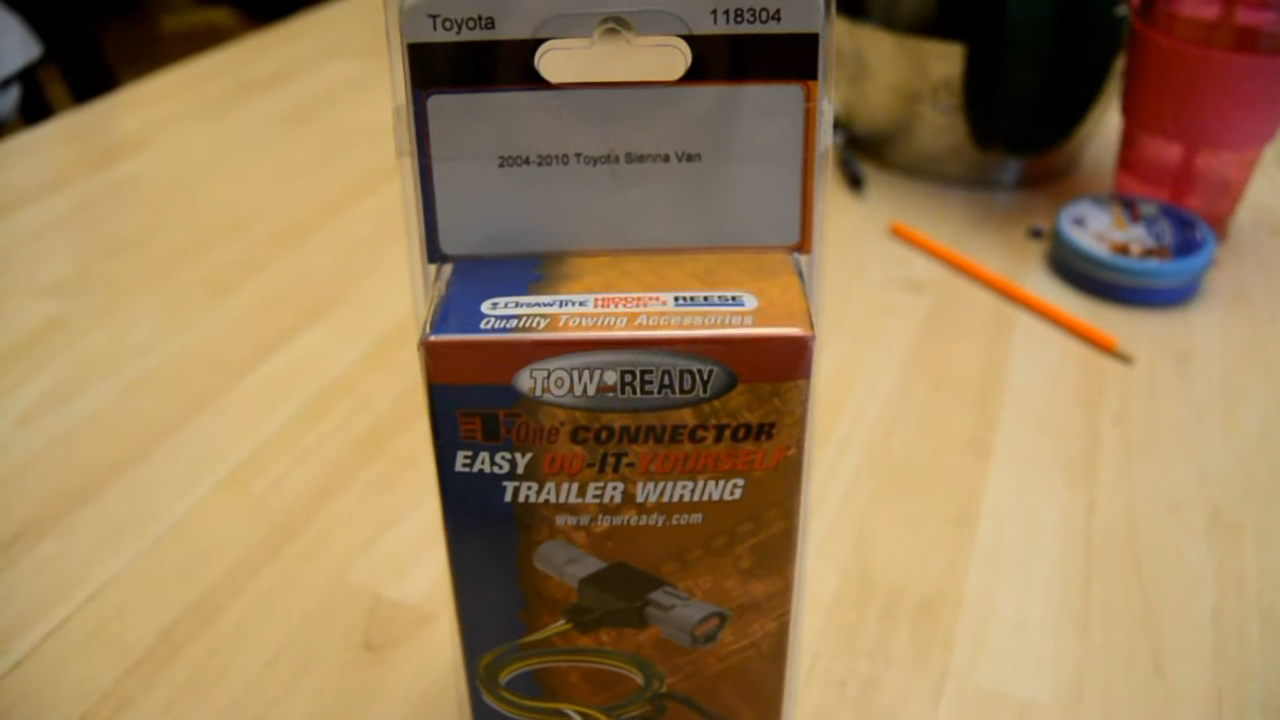 Toyota 118304
2004-2010 Toyota Sienna Van
DRAW-TITE HIDDEN HITCH REESE
Quality Towing Accessories
TOW READY
T-One CONNECTOR
EASY DO-IT-YOURSELF
TRAILER WIRING
www.towready.com